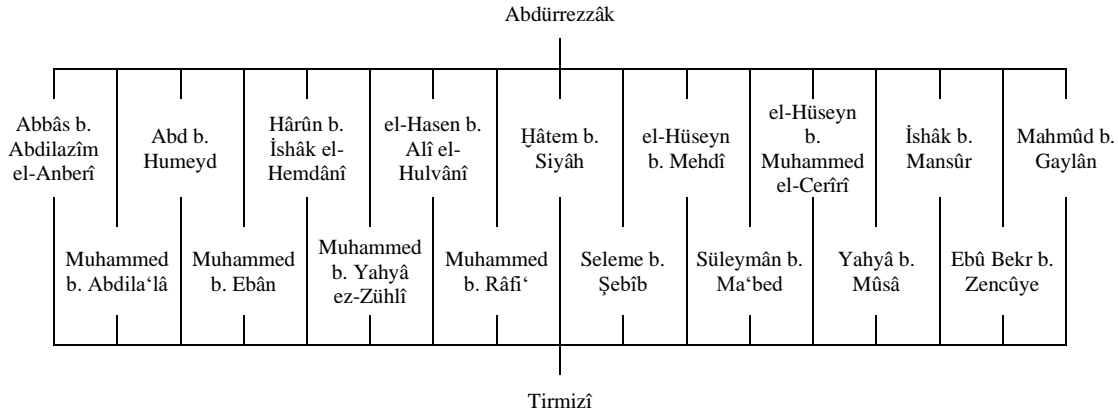 Abdürrezzâk
Abbâs b.
Abdilazîm
el-Anberî
Abd b.
Humeyd
Hârûn b.
İshâk el-
Hemdânî
el-Hasen b.
Alî el-
Hulvânî
Ḫâtem b.
Siyâh
el-Hüseyn
b. Mehdî
el-Hüseyn
b.
Muhammed
el-Cerîrî
İshâk b.
Mansûr
Mahmûd b.
Gaylân
Muhammed
b. Abdila‘lâ
Muhammed
b. Ebân
Muhammed
b. Yahyâ
ez-Zühlî
Muhammed
b. Râfi‘
Seleme b.
Şebîb
Süleymân b.
Ma‘bed
Yahyâ b.
Mûsâ
Ebû Bekr b.
Zencûye
Tirmizî